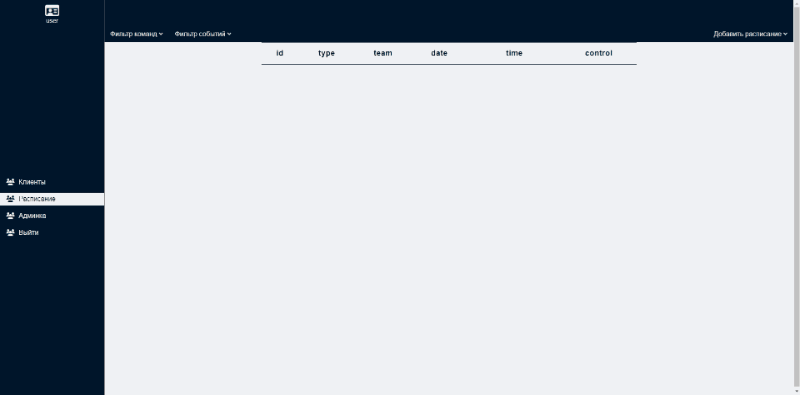 user
Фильтр команд
Фильтр событий
Добавить расписание
id type team date time control
Клиенты
Расписание
Админка
Выйти